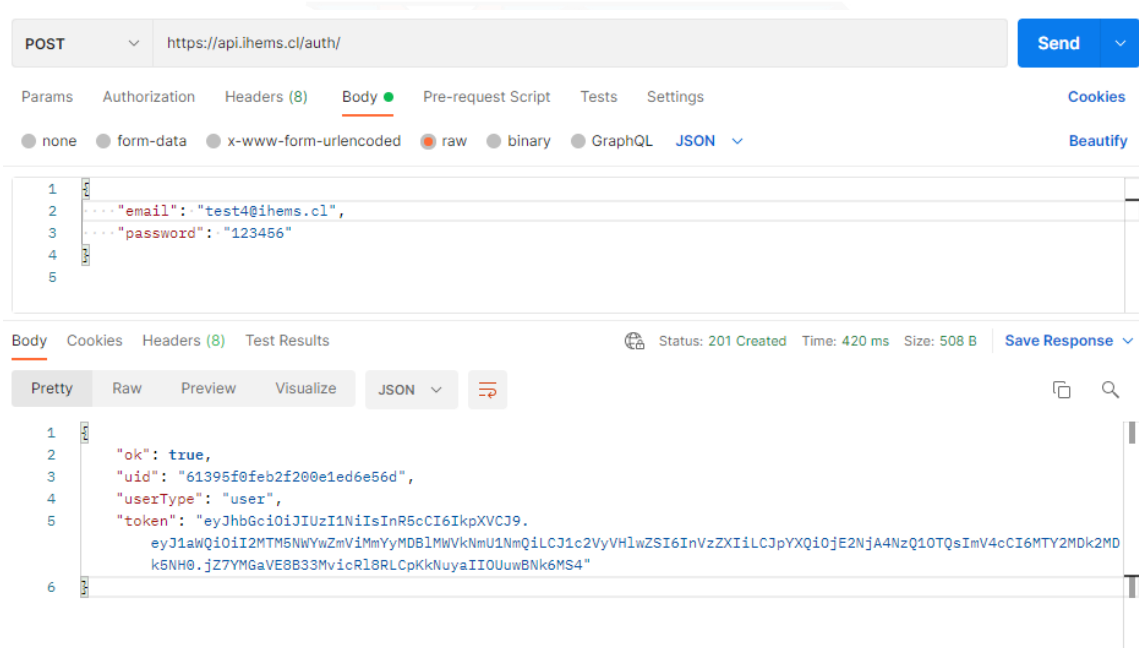 POST https://api.ihems.cl/auth/ Send
Params Authorization Headers (8) Body Pre-request Script Tests Settings Cookies
none form-data x-www-form-urlencoded raw binary GraphQL JSON Beautify
1 {
2 "email": "test4@ihems.cl",
3 "password": "123456"
4 }
5
Body Cookies Headers (8) Test Results Status: 201 Created Time: 420 ms Size: 508 B Save Response
Pretty Raw Preview Visualize JSON
1 {
2 "ok": true,
3 "uid": "61395f0feb2f200e1ed6e56d",
4 "userType": "user",
5 "token": "eyJhbGciOiJIUzI1NiIsInR5cCI6IkpXVCJ9.
eyJ1aWQiOiI2MTM5NWYwZmViMmYyMDBlMWVkNmU1NmQiLCJ1c2VyVHlwZSI6InVzZXIiLCJpYXQiOjE2NjA4NzQ1OTQsImV4cCI6MTY2MDk2MD
k5NH0.jZ7YMGaVE8B33MvicRl8RLCpKkNuyaIIOUuwBNk6MS4"
6 }